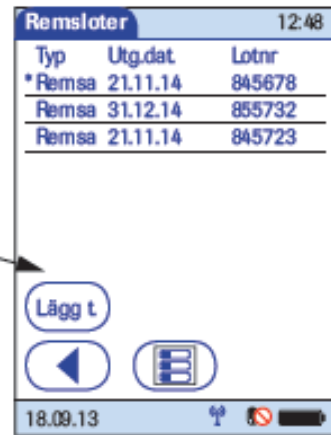 Remsloter 12:48
Typ Utg.dat. Lotnr
*Remsa 21.11.14 845678
Remsa 31.12.14 855732
Remsa 21.11.14 845723
Lägg t.
18.09.13